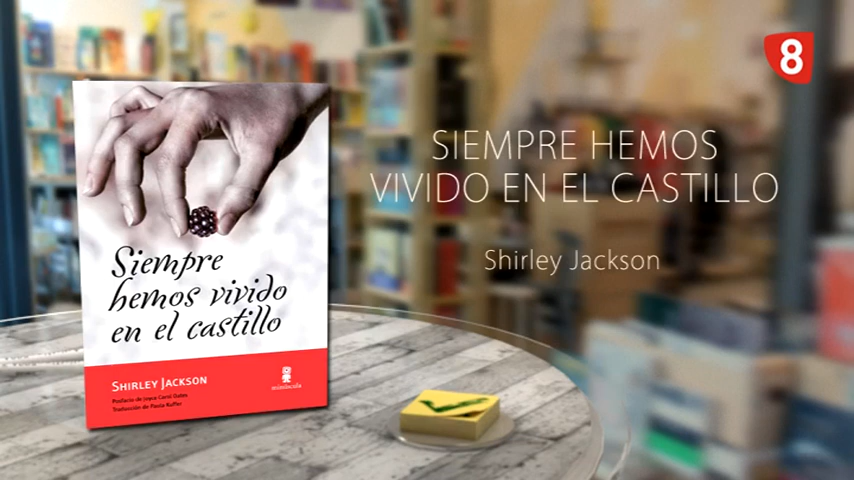 8
SIEMPRE HEMOS
VIVIDO EN EL CASTILLO
Shirley Jackson
Siempre
hemos vivido
en el castillo
SHIRLEY JACKSON
Posfacio de Joyce Carol Oates
Traducción de Paula Kuffer
minúscula